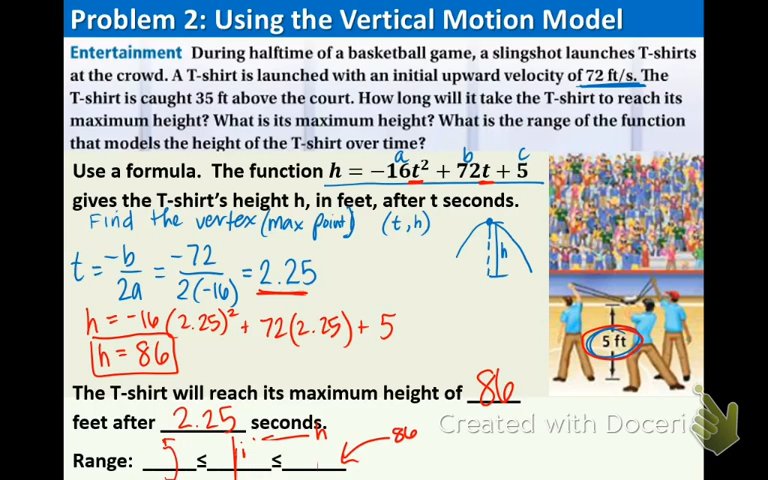 Problem 2: Using the Vertical Motion Model
Entertainment During halftime of a basketball game, a slingshot launches T-shirts
at the crowd. A T-shirt is launched with an initial upward velocity of 72 ft/s. The
T-shirt is caught 35 ft above the court. How long will it take the T-shirt to reach its
maximum height? What is its maximum height? What is the range of the function
that models the height of the T-shirt over time?
a b c
Use a formula. The function h = −16t² + 72t + 5
gives the T-shirt's height h, in feet, after t seconds.
Find the vertex (max point) (t, h)
h
t = -b/2a = -72/2(-16) = 2.25
h = -16(2.25)² + 72(2.25) + 5
h = 86
5 ft
The T-shirt will reach its maximum height of 86
feet after 2.25 seconds.
Created with Doceri
h 86
Range: 5 ≤ ≤